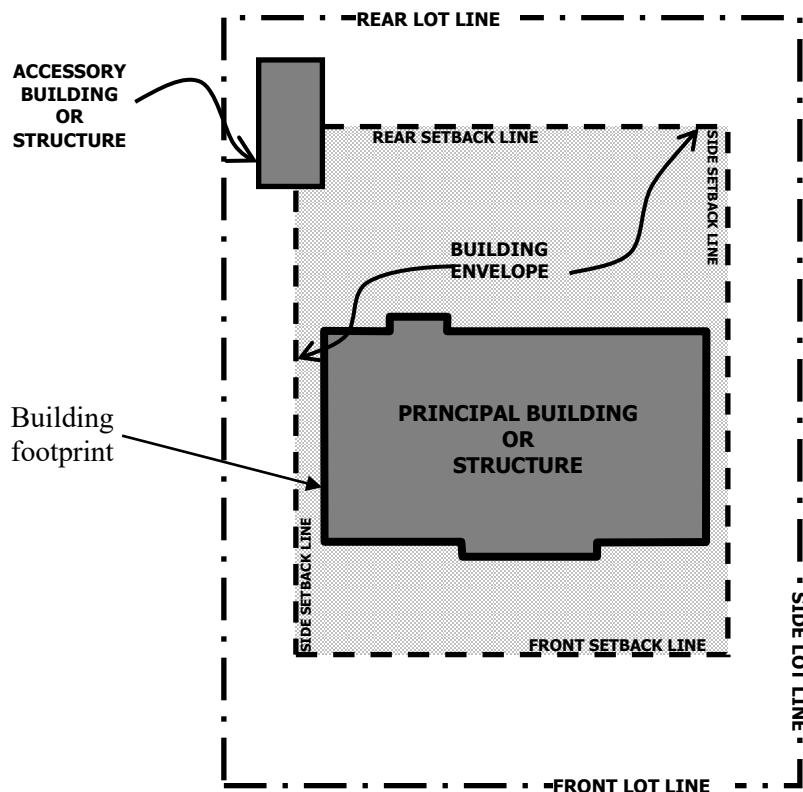 REAR LOT LINE
ACCESSORY
BUILDING
OR
STRUCTURE
REAR SETBACK LINE
SIDE SETBACK LINE
BUILDING
ENVELOPE
Building
footprint
PRINCIPAL BUILDING
OR
STRUCTURE
SIDE SETBACK LINE
FRONT SETBACK LINE
SIDE LOT LINE
FRONT LOT LINE